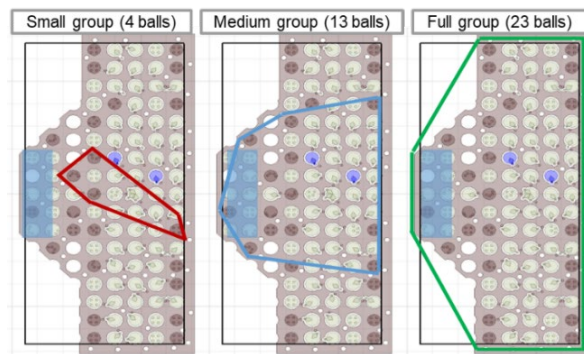 Small group (4 balls)
Medium group (13 balls)
Full group (23 balls)